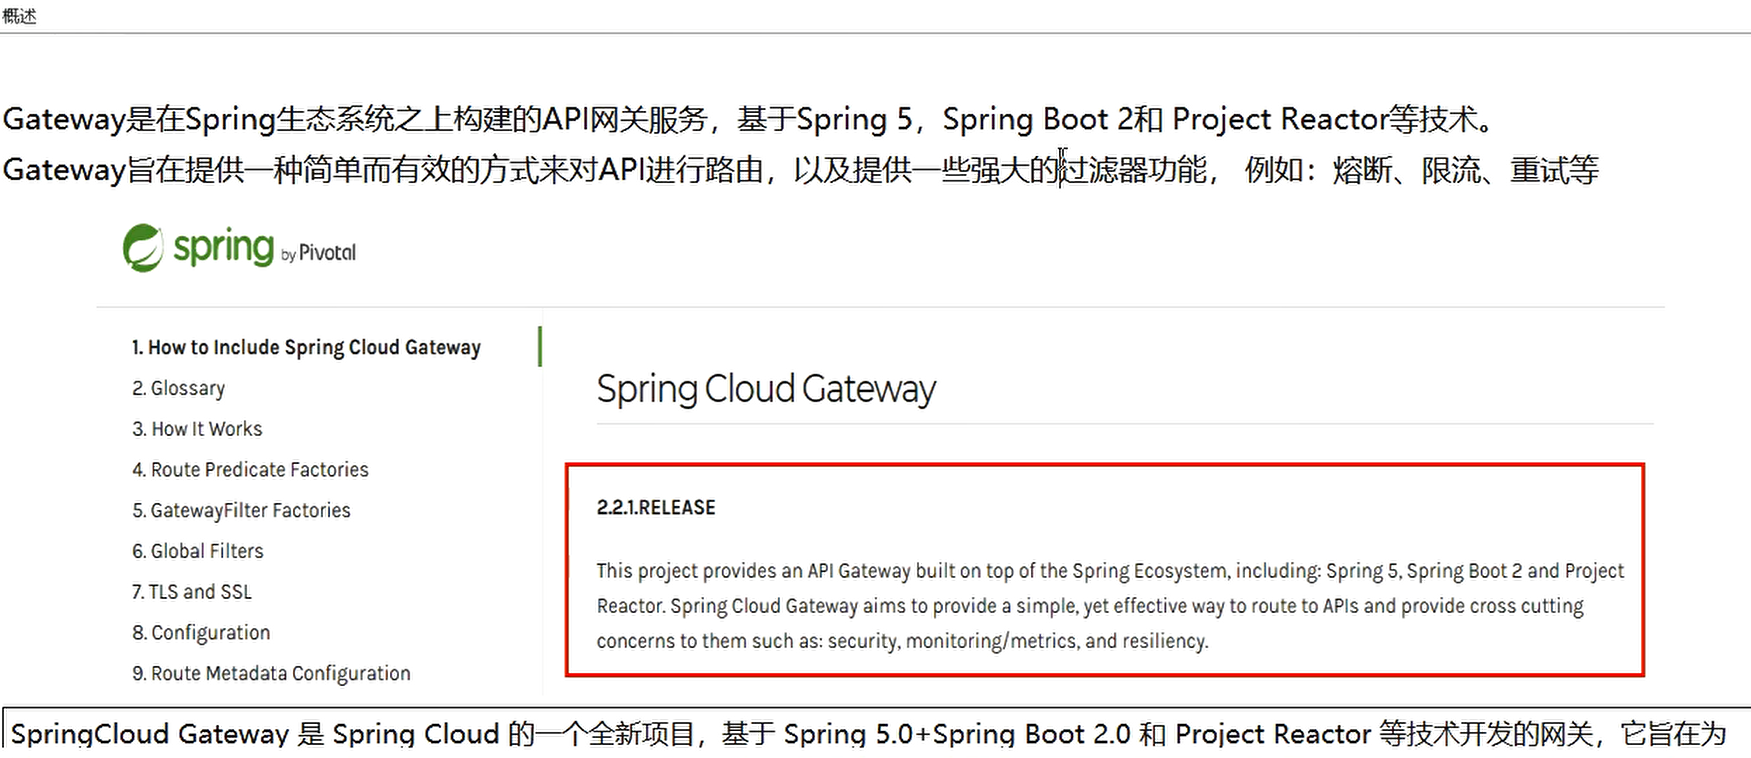 概述
Gateway是在Spring生态系统之上构建的API网关服务，基于Spring 5，Spring Boot 2和 Project Reactor等技术。
Gateway旨在提供一种简单而有效的方式来对API进行路由，以及提供一些强大的过滤器功能， 例如：熔断、限流、重试等
spring by Pivotal
1. How to Include Spring Cloud Gateway
2. Glossary
3. How It Works
4. Route Predicate Factories
5. GatewayFilter Factories
6. Global Filters
7. TLS and SSL
8. Configuration
9. Route Metadata Configuration
Spring Cloud Gateway
2.2.1.RELEASE
This project provides an API Gateway built on top of the Spring Ecosystem, including: Spring 5, Spring Boot 2 and Project
Reactor. Spring Cloud Gateway aims to provide a simple, yet effective way to route to APIs and provide cross cutting
concerns to them such as: security, monitoring/metrics, and resiliency.
SpringCloud Gateway 是 Spring Cloud 的一个全新项目，基于 Spring 5.0+Spring Boot 2.0 和 Project Reactor 等技术开发的网关，它旨在为